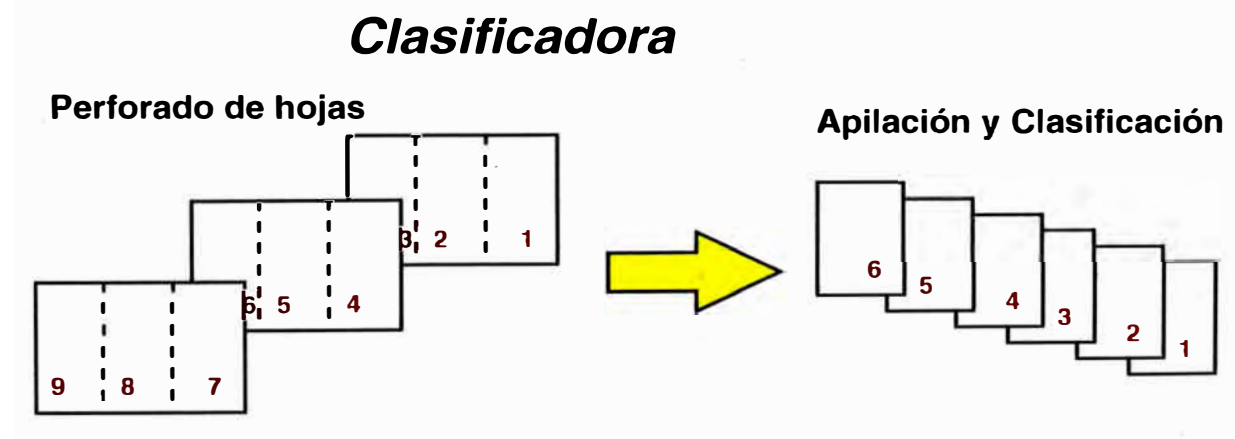 Clasificadora
Perforado de hojas
Apilación y Clasificación
3 2 1
6 5 4
9 8 7
6
5
4
3
2
1